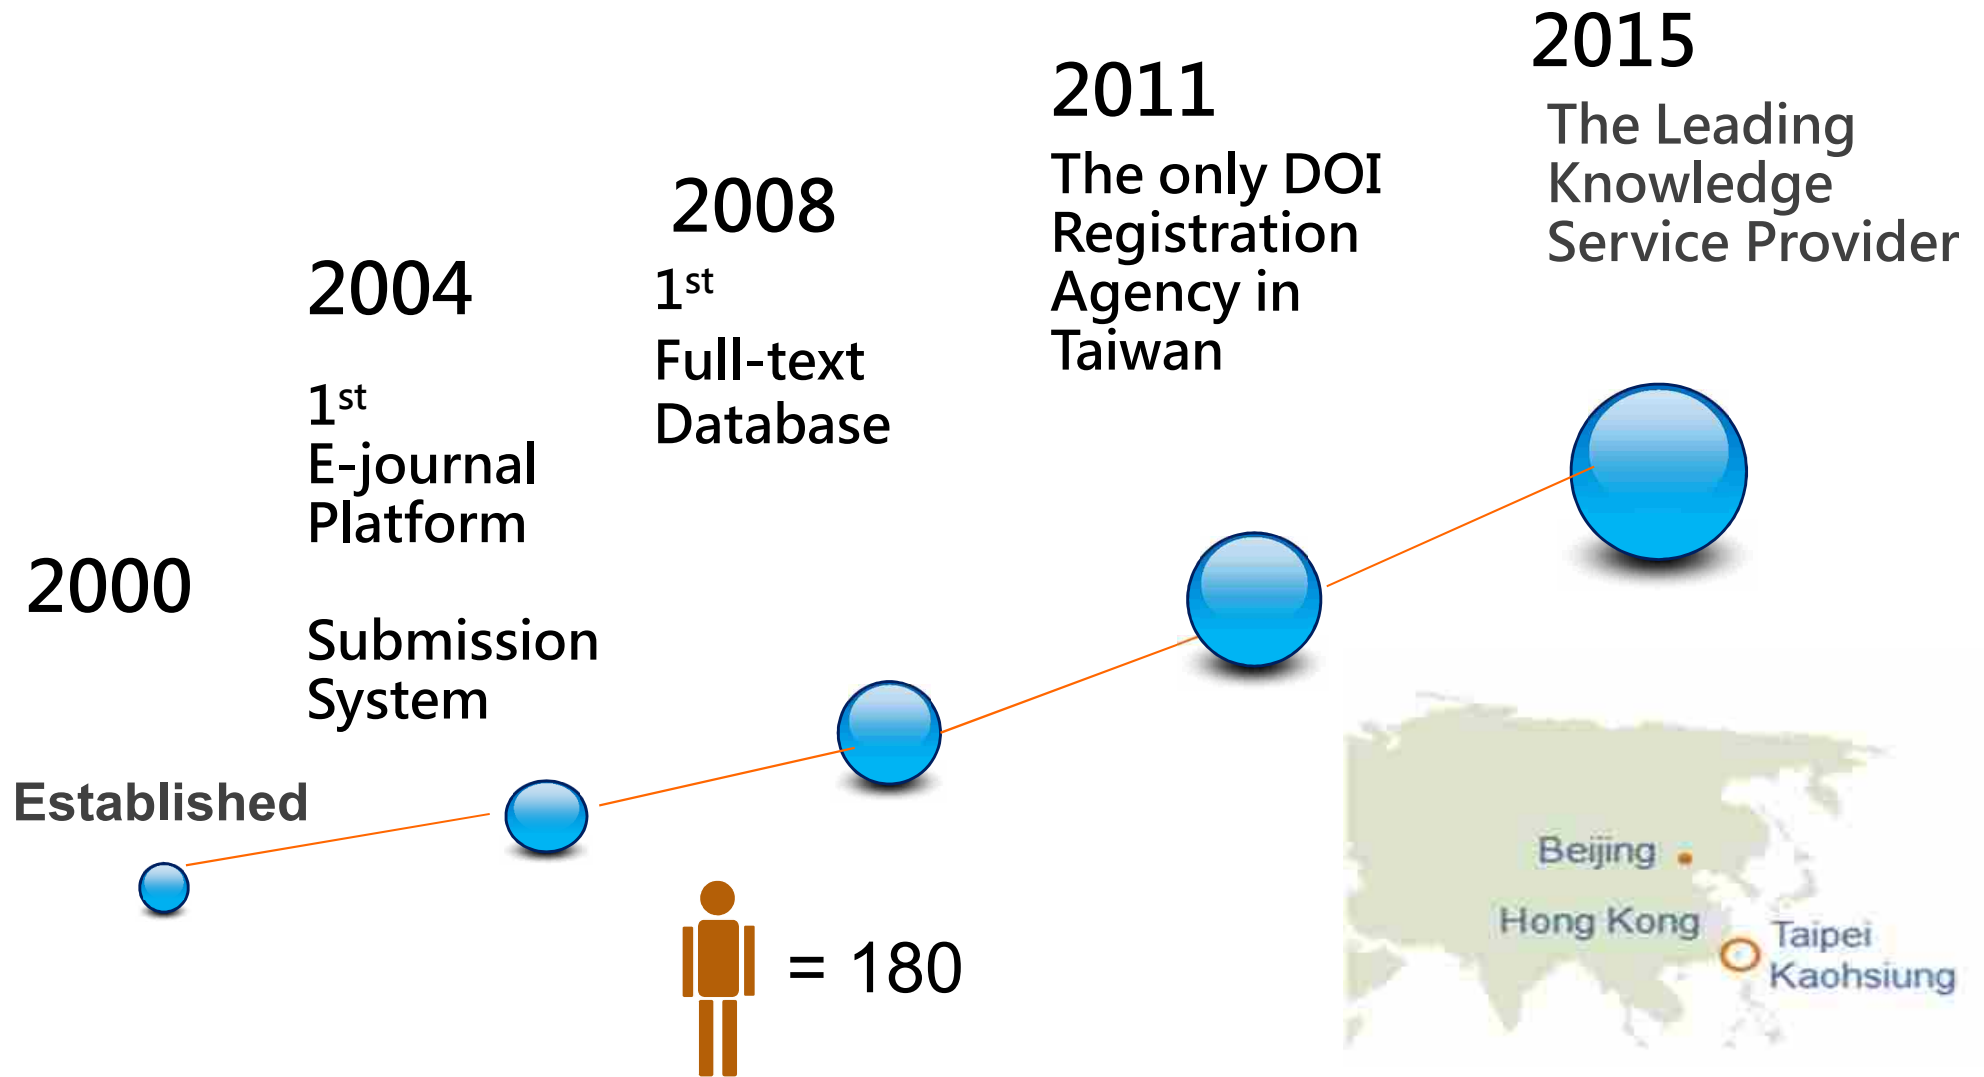 2000
Established
2004
1st
E-journal
Platform
Submission
System
2008
1st
Full-text
Database
2011
The only DOI
Registration
Agency in
Taiwan
2015
The Leading
Knowledge
Service Provider
= 180
Beijing
Hong Kong
Taipei
Kaohsiung